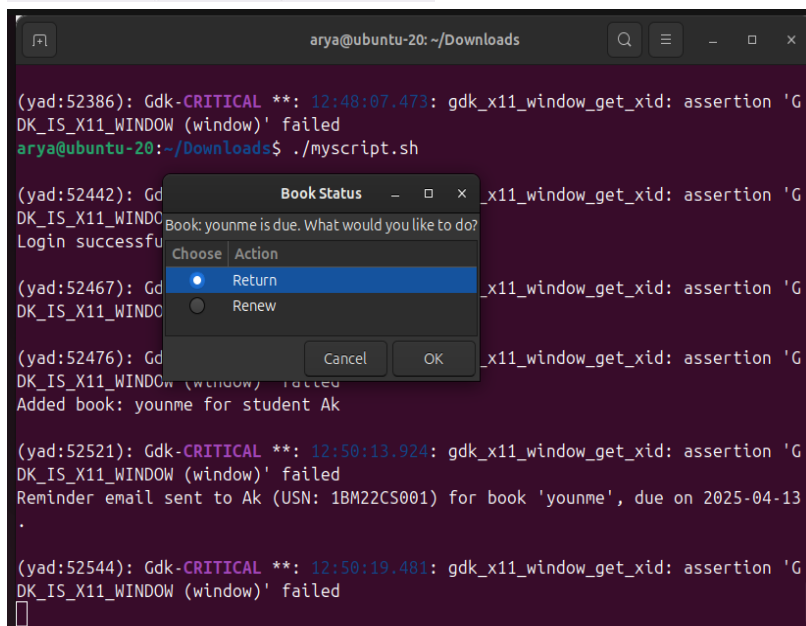 arya@ubuntu-20: ~/Downloads
(yad:52386): Gdk-CRITICAL **: 12:48:07.473: gdk_x11_window_get_xid: assertion 'G
DK_IS_X11_WINDOW (window)' failed
arya@ubuntu-20:~/Downloads$ ./myscript.sh
(yad:52442): Gd
_x11_window_get_xid: assertion 'G
DK_IS_X11_WINDO
Login successfu
Book Status
Book: younme is due. What would you like to do?
Choose Action
Return
Renew
Cancel OK
(yad:52467): Gd
_x11_window_get_xid: assertion 'G
DK_IS_X11_WINDO
(yad:52476): Gd
_x11_window_get_xid: assertion 'G
DK_IS_X11_WINDOW (window)' failed
Added book: younme for student Ak
(yad:52521): Gdk-CRITICAL **: 12:50:13.924: gdk_x11_window_get_xid: assertion 'G
DK_IS_X11_WINDOW (window)' failed
Reminder email sent to Ak (USN: 1BM22CS001) for book 'younme', due on 2025-04-13
.
(yad:52544): Gdk-CRITICAL **: 12:50:19.481: gdk_x11_window_get_xid: assertion 'G
DK_IS_X11_WINDOW (window)' failed